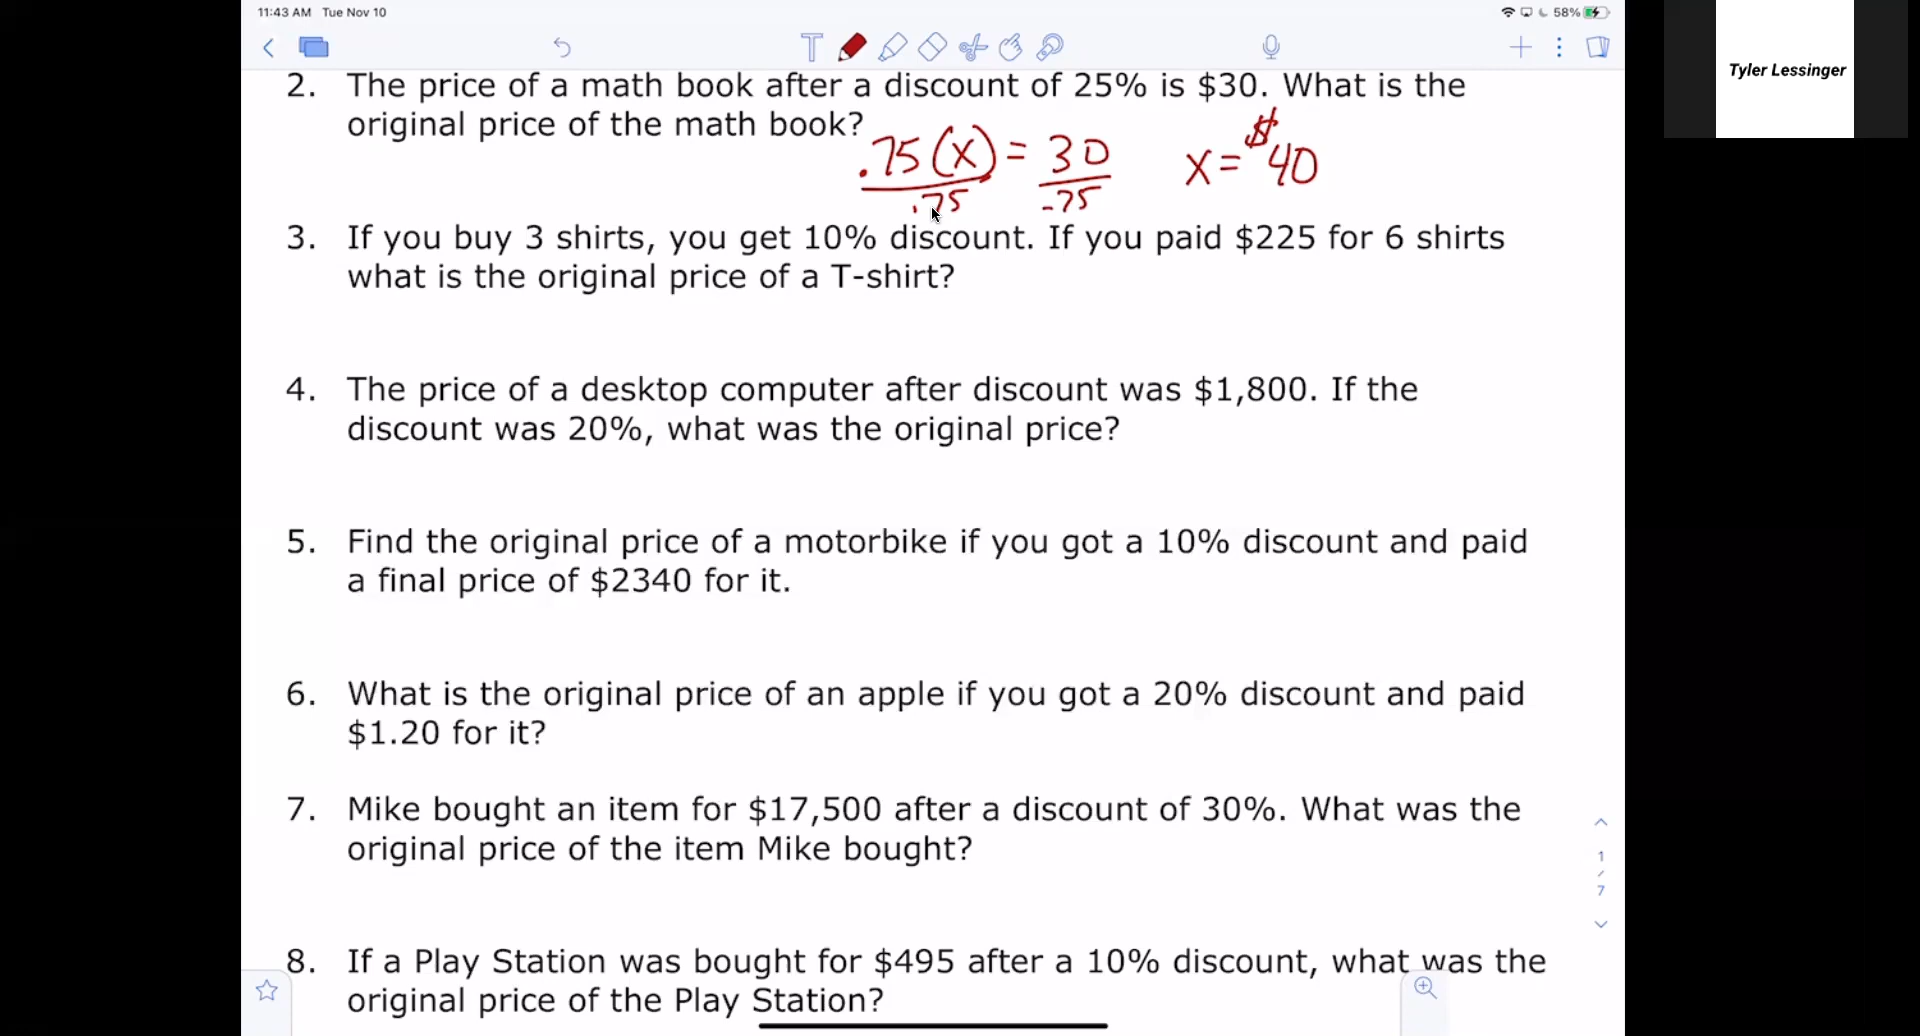 11:43 AM Tue Nov 10
58%
Tyler Lessinger
2. The price of a math book after a discount of 25% is $30. What is the
original price of the math book?
.75(x) = 30 x = $40
.75 .75
3. If you buy 3 shirts, you get 10% discount. If you paid $225 for 6 shirts
what is the original price of a T-shirt?
4. The price of a desktop computer after discount was $1,800. If the
discount was 20%, what was the original price?
5. Find the original price of a motorbike if you got a 10% discount and paid
a final price of $2340 for it.
6. What is the original price of an apple if you got a 20% discount and paid
$1.20 for it?
7. Mike bought an item for $17,500 after a discount of 30%. What was the
original price of the item Mike bought?
1
/
7
8. If a Play Station was bought for $495 after a 10% discount, what was the
original price of the Play Station?